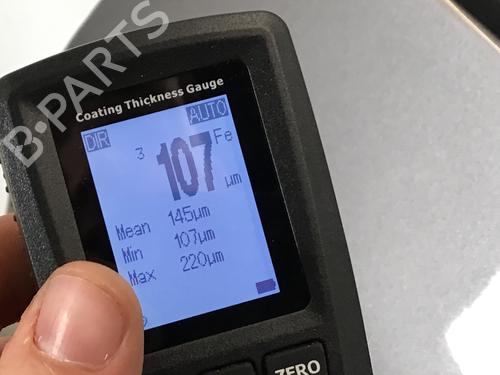 B-PARTS
Coating Thickness Gauge
DIR AUTO
3 107 Fe
µm
Mean 145µm
Min 107µm
Max 220µm
ZERO